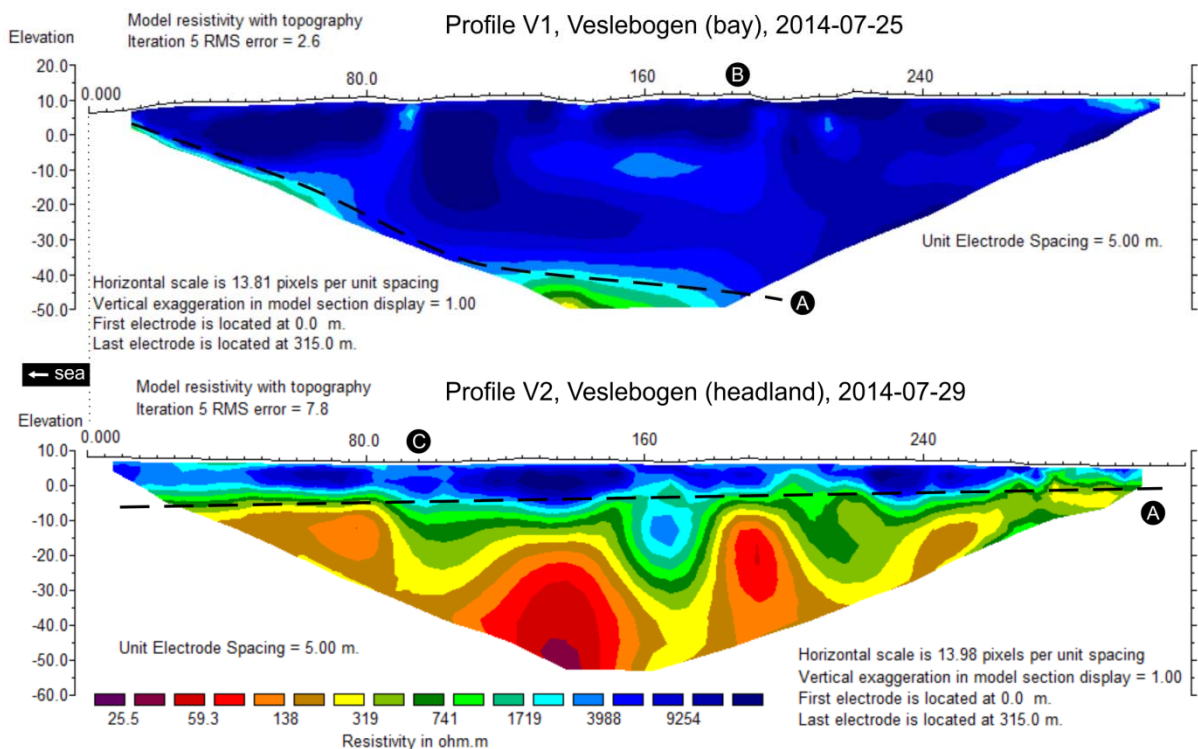 Model resistivity with topography
Iteration 5 RMS error = 2.6
Profile V1, Veslebogen (bay), 2014-07-25
Elevation
B
20.0
10.0
0.0
-10.0
-20.0
-30.0
-40.0
-50.0
0.000 80.0 160 240
Unit Electrode Spacing = 5.00 m.
Horizontal scale is 13.81 pixels per unit spacing
Vertical exaggeration in model section display = 1.00
First electrode is located at 0.0 m.
Last electrode is located at 315.0 m.
A
← sea
Model resistivity with topography
Iteration 5 RMS error = 7.8
Profile V2, Veslebogen (headland), 2014-07-29
Elevation
0.000 80.0 C 160 240
10.0
0.0
-10.0
-20.0
-30.0
-40.0
-50.0
-60.0
A
Unit Electrode Spacing = 5.00 m.
Horizontal scale is 13.98 pixels per unit spacing
Vertical exaggeration in model section display = 1.00
First electrode is located at 0.0 m.
Last electrode is located at 315.0 m.
25.5 59.3 138 319 741 1719 3988 9254
Resistivity in ohm.m